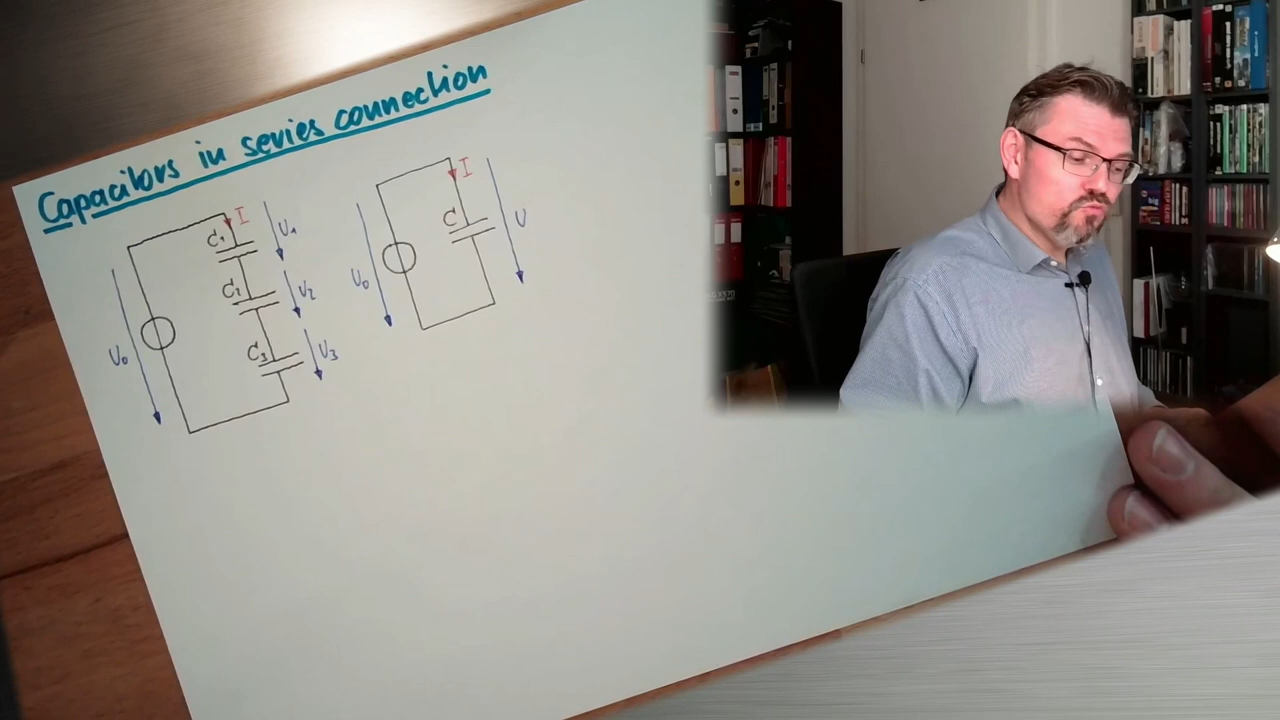 Capacitors in series connection
I
C₁
U₁
C₂
U₂
C₃
U₃
U₀
I
C
U
U₀